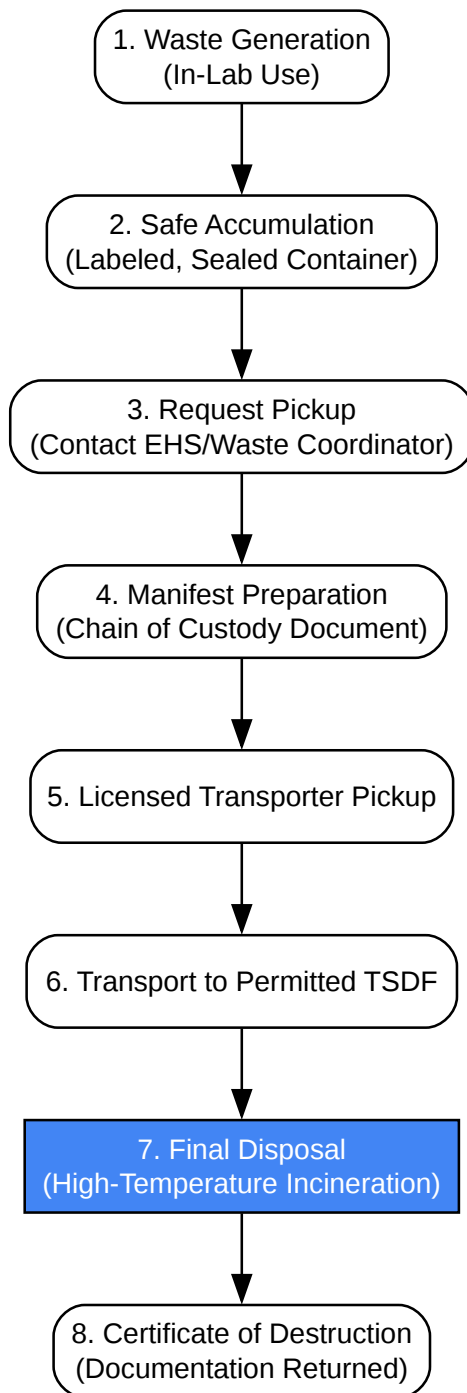 1. Waste Generation
(In-Lab Use)
2. Safe Accumulation
(Labeled, Sealed Container)
3. Request Pickup
(Contact EHS/Waste Coordinator)
4. Manifest Preparation
(Chain of Custody Document)
5. Licensed Transporter Pickup
6. Transport to Permitted TSDF
7. Final Disposal
(High-Temperature Incineration)
8. Certificate of Destruction
(Documentation Returned)